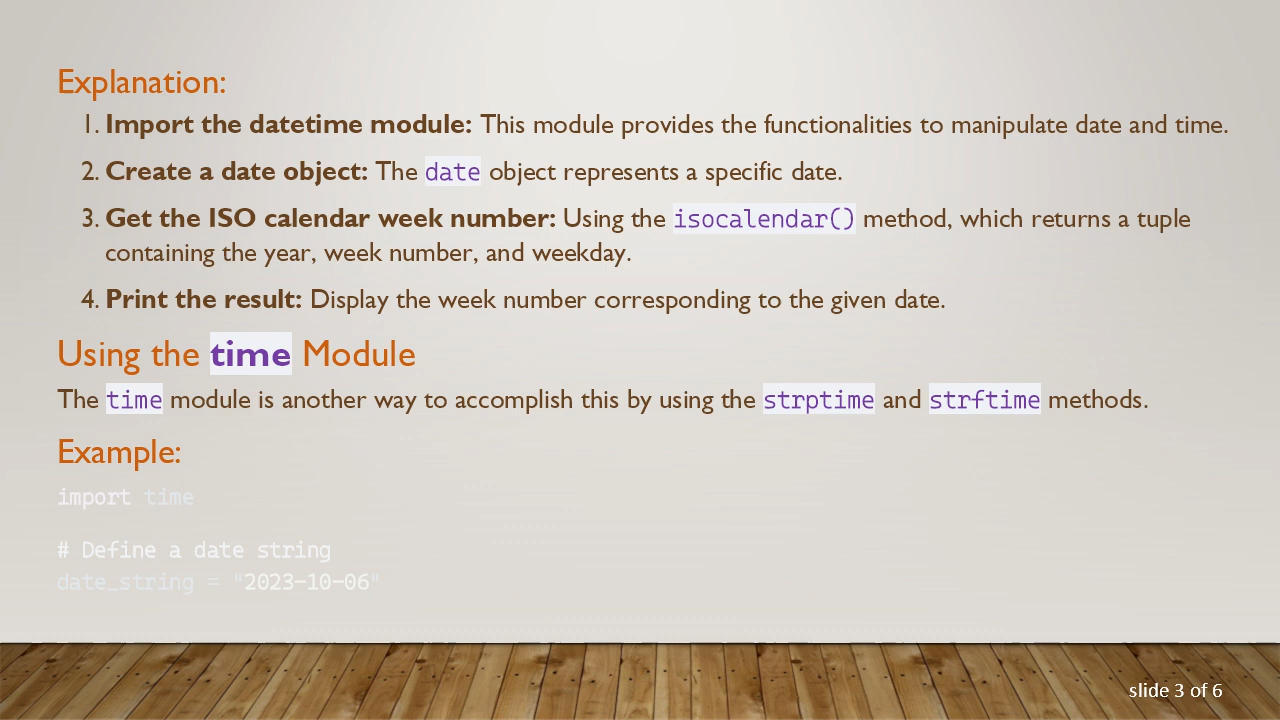 Explanation:
1. Import the datetime module: This module provides the functionalities to manipulate date and time.
2. Create a date object: The date object represents a specific date.
3. Get the ISO calendar week number: Using the isocalendar() method, which returns a tuple
containing the year, week number, and weekday.
4. Print the result: Display the week number corresponding to the given date.
Using the time Module
The time module is another way to accomplish this by using the strptime and strftime methods.
Example:
import time
# Define a date string
date_string = "2023-10-06"
slide 3 of 6